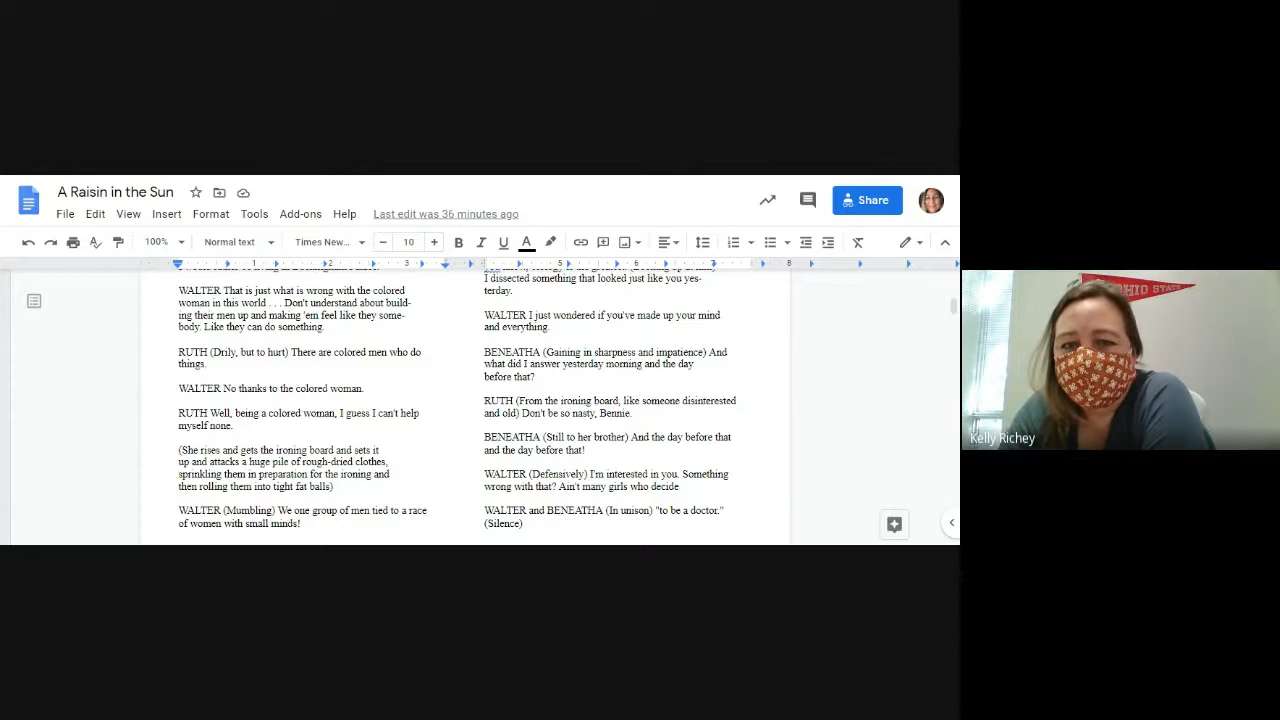 A Raisin in the Sun
File Edit View Insert Format Tools Add-ons Help Last edit was 36 minutes ago
Share
100% Normal text Times New... 10 B I U A
1 2 3 5 6 7 8
WALTER That is just what is wrong with the colored
woman in this world . . . Don't understand about build-
ing their men up and making 'em feel like they some-
body. Like they can do something.
RUTH (Drily, but to hurt) There are colored men who do
things.
WALTER No thanks to the colored woman.
RUTH Well, being a colored woman, I guess I can't help
myself none.
(She rises and gets the ironing board and sets it
up and attacks a huge pile of rough-dried clothes,
sprinkling them in preparation for the ironing and
then rolling them into tight fat balls)
WALTER (Mumbling) We one group of men tied to a race
of women with small minds!
I dissected something that looked just like you yes-
terday.
WALTER I just wondered if you've made up your mind
and everything.
BENEATHA (Gaining in sharpness and impatience) And
what did I answer yesterday morning and the day
before that?
RUTH (From the ironing board, like someone disinterested
and old) Don't be so nasty, Bennie.
BENEATHA (Still to her brother) And the day before that
and the day before that!
WALTER (Defensively) I'm interested in you. Something
wrong with that? Ain't many girls who decide
WALTER and BENEATHA (In unison) "to be a doctor."
(Silence)
OHIO STATE
Kelly Richey